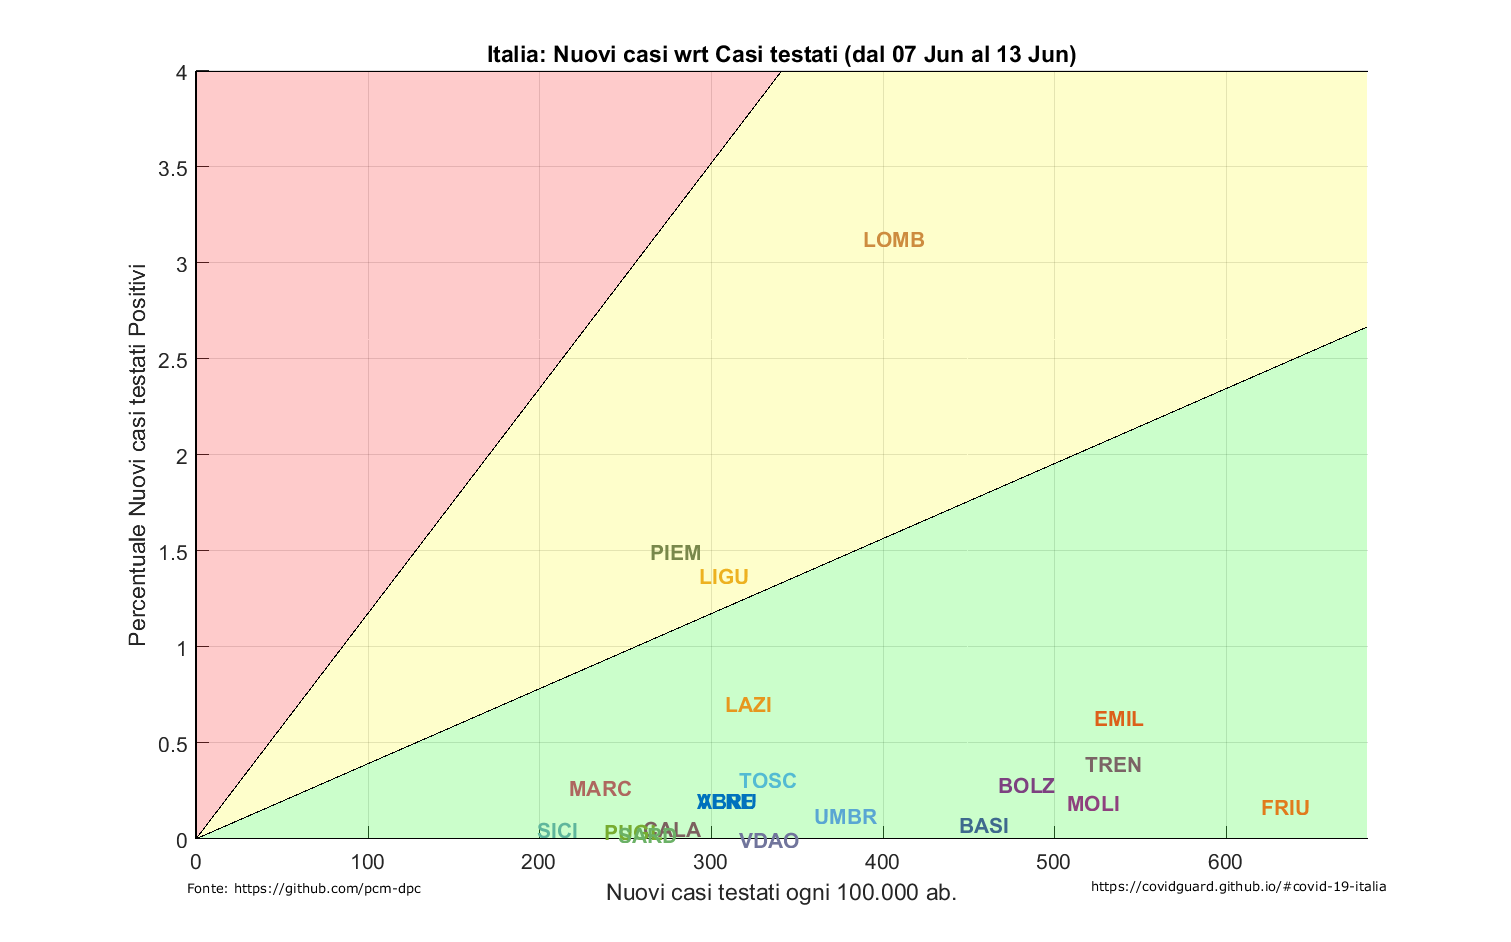 Italia: Nuovi casi wrt Casi testati (dal 07 Jun al 13 Jun)
4
3.5
3
2.5
2
1.5
1
0.5
0
Percentuale Nuovi casi testati Positivi
LOMB
PIEM
LIGU
LAZI
EMIL
TREN
TOSC
BOLZ
MARC
MOLI
FRIU
UMBR
BASI
SICI
CALA
SARD
VDAO
0
100
200
300
400
500
600
Nuovi casi testati ogni 100.000 ab.
Fonte: https://github.com/pcm-dpc
https://covidguard.github.io/#covid-19-italia